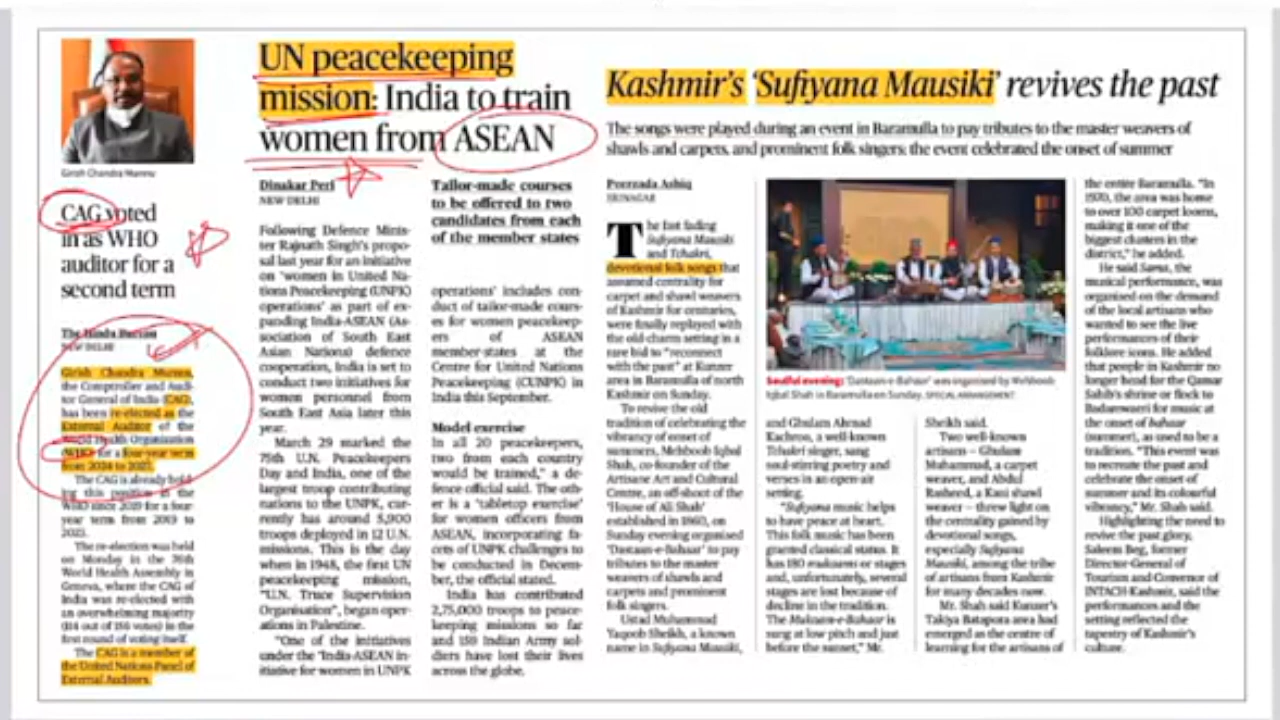 Girish Chandra Murmu
CAG voted
in as WHO
auditor for a
second term
The Hindu Bureau
NEW DELHI
Girish Chandra Murmu,
the Comptroller and Audi-
tor General of India (CAG),
has been re-elected as the
External Auditor of the
World Health Organization
(WHO) for a four-year term
from 2024 to 2027.
The CAG is already hold-
ing this position in the
WHO since 2019 for a four-
year term from 2019 to
2023.
The re-election was held
on Monday in the 76th
World Health Assembly in
Geneva, where the CAG of
India was re-elected with
an overwhelming majority
(114 out of 156 votes) in the
first round of voting itself.
The CAG is a member of
the United Nations Panel of
External Auditors.
UN peacekeeping
mission: India to train
women from ASEAN
Dinakar Peri
NEW DELHI
Following Defence Minis-
ter Rajnath Singh's propo-
sal last year for an initiative
on 'women in United Na-
tions Peacekeeping (UNPK)
operations' as part of ex-
panding India-ASEAN (As-
sociation of South East
Asian Nations) defence
cooperation, India is set to
conduct two initiatives for
women personnel from
South East Asia later this
year.
March 29 marked the
75th U.N. Peacekeepers
Day and India, one of the
largest troop contributing
nations to the UNPK, cur-
rently has around 5,900
troops deployed in 12 U.N.
missions. This is the day
when in 1948, the first UN
peacekeeping mission,
"U.N. Truce Supervision
Organisation", began oper-
ations in Palestine.
"One of the initiatives
under the "India-ASEAN in-
itiative for women in UNPK
Tailor-made courses
to be offered to two
candidates from each
of the member states
operations' includes con-
duct of tailor-made cours-
es for women peacekeep-
ers of ASEAN
member-states at the
Centre for United Nations
Peacekeeping (CUNPK) in
India this September.
Model exercise
In all 20 peacekeepers,
two from each country
would be trained," a de-
fence official said. The oth-
er is a 'tabletop exercise'
for women officers from
ASEAN, incorporating fa-
cets of UNPK challenges to
be conducted in Decem-
ber, the official stated.
India has contributed
2,75,000 troops to peace-
keeping missions so far
and 159 Indian Army sol-
diers have lost their lives
across the globe.
Kashmir's 'Sufiyana Mausiki' revives the past
The songs were played during an event in Baramulla to pay tributes to the master weavers of
shawls and carpets, and prominent folk singers; the event celebrated the onset of summer
Peerzada Ashiq
SRINAGAR
The fast fading
Sufiyana Mausiki
and Tchakri,
devotional folk songs that
assumed centrality for
carpet and shawl weavers
of Kashmir for centuries,
were finally replayed with
the old charm setting in a
rare bid to "reconnect
with the past" at Kunzer
area in Baramulla of north
Kashmir on Sunday.
To revive the old
tradition of celebrating the
vibrancy of onset of
summers, Mehboob Iqbal
Shah, co-founder of the
Artisane Art and Cultural
Centre, an off-shoot of the
'House of Ali Shah'
established in 1860, on
Sunday evening organised
'Dastaan-e-Bahaar' to pay
tributes to the master
weavers of shawls and
carpets and prominent
folk singers.
Ustad Muhammad
Yaqoob Sheikh, a known
name in Sufiyana Mausiki,
Soulful evening: 'Dastaan-e-Bahaar' was organised by Mehboob
Iqbal Shah in Baramulla on Sunday. SPECIAL ARRANGEMENT
and Ghulam Ahmad
Kachroo, a well-known
Tchakri singer, sang
soul-stirring poetry and
verses in an open-air
setting.
"Sufiyana music helps
to have peace at heart.
This folk music has been
granted classical status. It
has 180 mukams or stages
and, unfortunately, several
stages are lost because of
decline in the tradition.
The Mukam-e-Bahaar is
sung at low pitch and just
before the sunset," Mr.
Sheikh said.
Two well-known
artisans – Ghulam
Muhammad, a carpet
weaver, and Abdul
Rasheed, a Kani shawl
weaver – threw light on
the centrality gained by
devotional songs,
especially Sufiyana
Mausiki, among the tribe
of artisans from Kashmir
for many decades now.
Mr. Shah said Kunzer's
Takiya Batapora area had
emerged as the centre of
learning for the artisans of
the entire Baramulla. "In
1970, the area was home
to over 100 carpet looms,
making it one of the
biggest clusters in the
district," he added.
He said Sama, the
musical performance, was
organised on the demand
of the local artisans who
wanted to see the live
performances of their
folklore icons. He added
that people in Kashmir no
longer head for the Qamar
Sahib's shrine or flock to
Badamwari for music at
the onset of bahaar
(summer), as used to be a
tradition. "This event was
to recreate the past and
celebrate the onset of
summer and its colourful
vibrancy," Mr. Shah said.
Highlighting the need to
revive the past glory,
Saleem Beg, former
Director-General of
Tourism and Convenor of
INTACH-Kashmir, said the
performances and the
setting reflected the
tapestry of Kashmir's
culture.